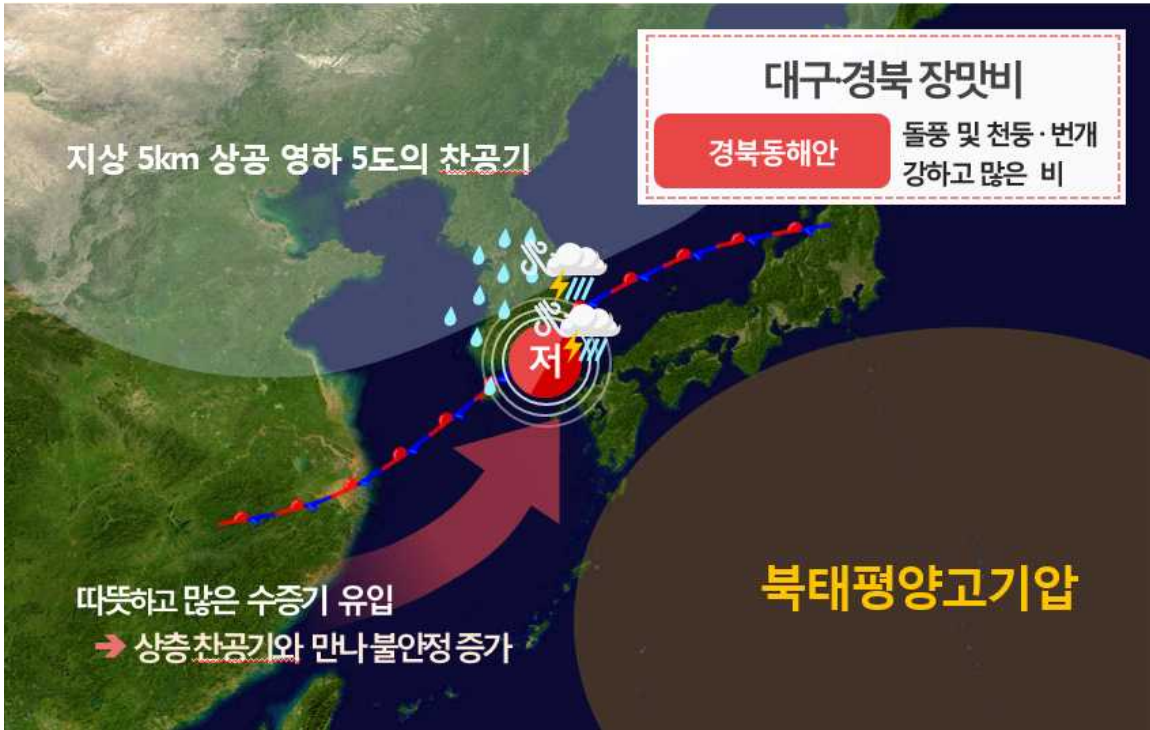 대구·경북 장맛비
경북동해안
돌풍 및 천둥·번개
강하고 많은 비
지상 5km 상공 영하 5도의 찬공기
저
따뜻하고 많은 수증기 유입
➔ 상층 찬공기와 만나 불안정 증가
북태평양고기압